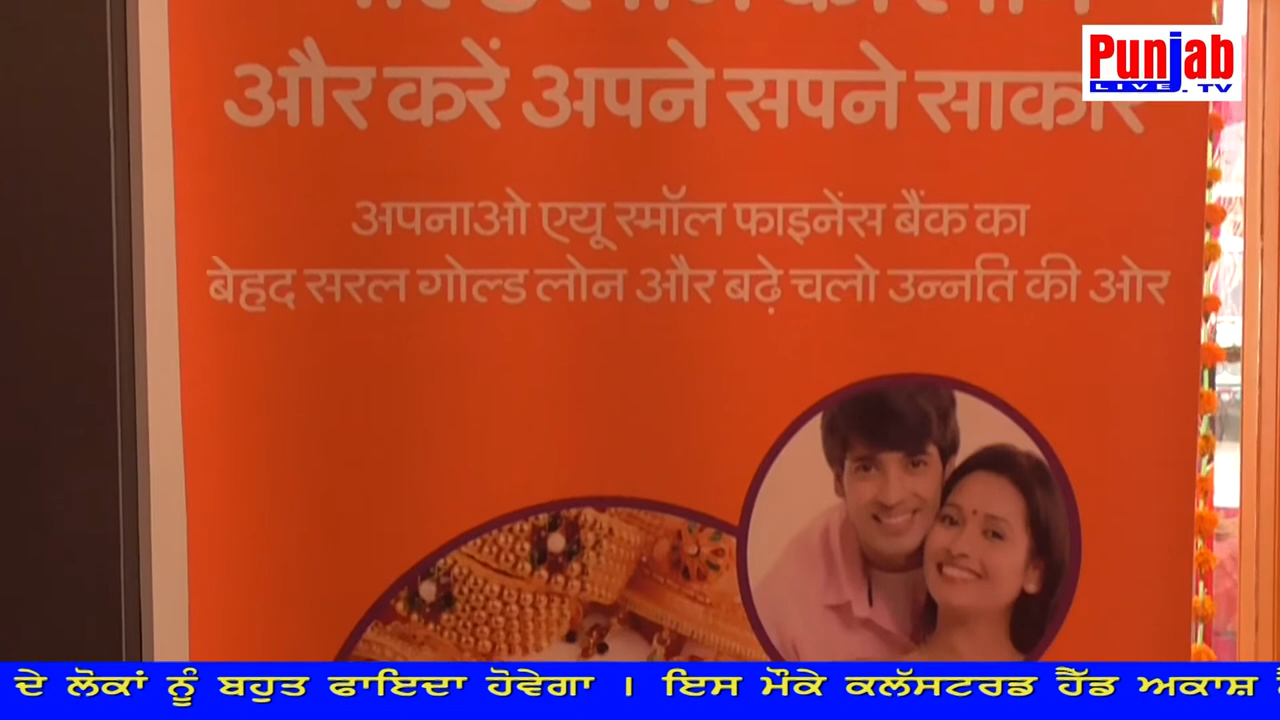 और करें अपने सपने साकार
अपनाओ एयू स्मॉल फाइनेंस बैंक का
बेहद सरल गोल्ड लोन और बढ़े चलो उन्नति की ओर
Punjab
LIVE.TV
ਦੇ ਲੋਕਾਂ ਨੂੰ ਬਹੁਤ ਫਾਇਦਾ ਹੋਵੇਗਾ । ਇਸ ਮੌਕੇ ਕਲੱਸਟਰਡ ਹੈੱਡ ਅਕਾਸ਼